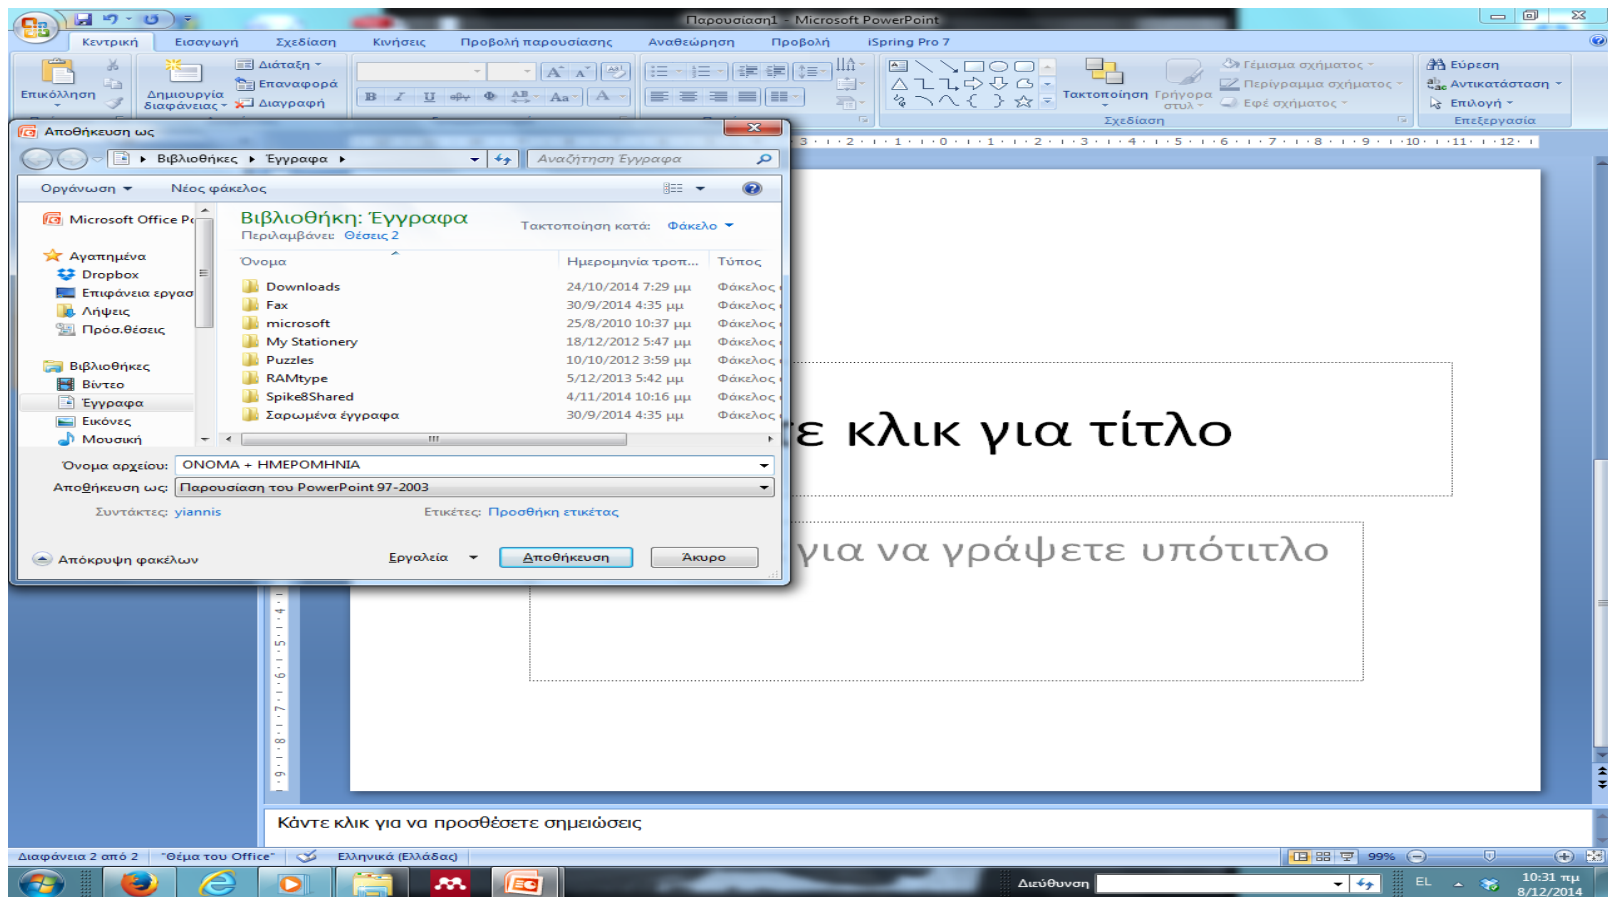 Παρουσίαση1 - Microsoft PowerPoint
Κεντρική Εισαγωγή Σχεδίαση Κινήσεις Προβολή παρουσίασης Αναθεώρηση Προβολή iSpring Pro 7
Επικόλληση
Δημιουργία διαφάνειας
Διάταξη
Επαναφορά
Διαγραφή
Τακτοποίηση
Γρήγορα στυλ
Γέμισμα σχήματος
Περίγραμμα σχήματος
Εφέ σχήματος
Σχεδίαση
Εύρεση
Αντικατάσταση
Επιλογή
Επεξεργασία
Αποθήκευση ως
Βιβλιοθήκες Έγγραφα
Αναζήτηση Έγγραφα
Οργάνωση Νέος φάκελος
Microsoft Office Po
Αγαπημένα
Dropbox
Επιφάνεια εργασ
Λήψεις
Πρόσ.θέσεις
Βιβλιοθήκες
Βίντεο
Έγγραφα
Εικόνες
Μουσική
Βιβλιοθήκη: Έγγραφα
Περιλαμβάνει: Θέσεις 2
Τακτοποίηση κατά: Φάκελο
Όνομα Ημερομηνία τροπ... Τύπος
Downloads 24/10/2014 7:29 μμ Φάκελος
Fax 30/9/2014 4:35 μμ Φάκελος
microsoft 25/8/2010 10:37 μμ Φάκελος
My Stationery 18/12/2012 5:47 μμ Φάκελος
Puzzles 10/10/2012 3:59 μμ Φάκελος
RAMtype 5/12/2013 5:42 μμ Φάκελος
Spike8Shared 4/11/2014 10:16 μμ Φάκελος
Σαρωμένα έγγραφα 30/9/2014 4:35 μμ Φάκελος
Όνομα αρχείου: ΟΝΟΜΑ + ΗΜΕΡΟΜΗΝΙΑ
Αποθήκευση ως: Παρουσίαση του PowerPoint 97-2003
Συντάκτες: yiannis Ετικέτες: Προσθήκη ετικέτας
Απόκρυψη φακέλων Εργαλεία Αποθήκευση Άκυρο
ε κλικ για τίτλο
για να γράψετε υπότιτλο
Κάντε κλικ για να προσθέσετε σημειώσεις
Διαφάνεια 2 από 2 "Θέμα του Office" Ελληνικά (Ελλάδας) 99%
Διεύθυνση EL 10:31 πμ
8/12/2014